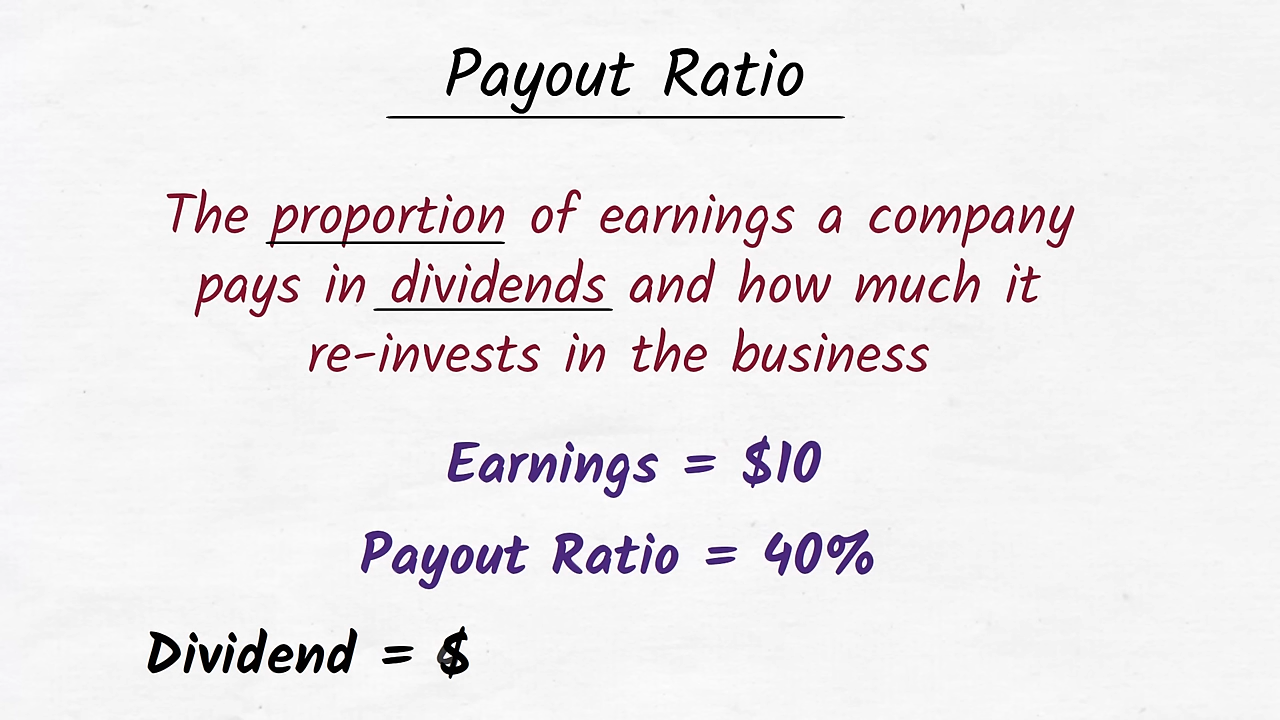 Payout Ratio
The proportion of earnings a company
pays in dividends and how much it
re-invests in the business
Earnings = $10
Payout Ratio = 40%
Dividend = $